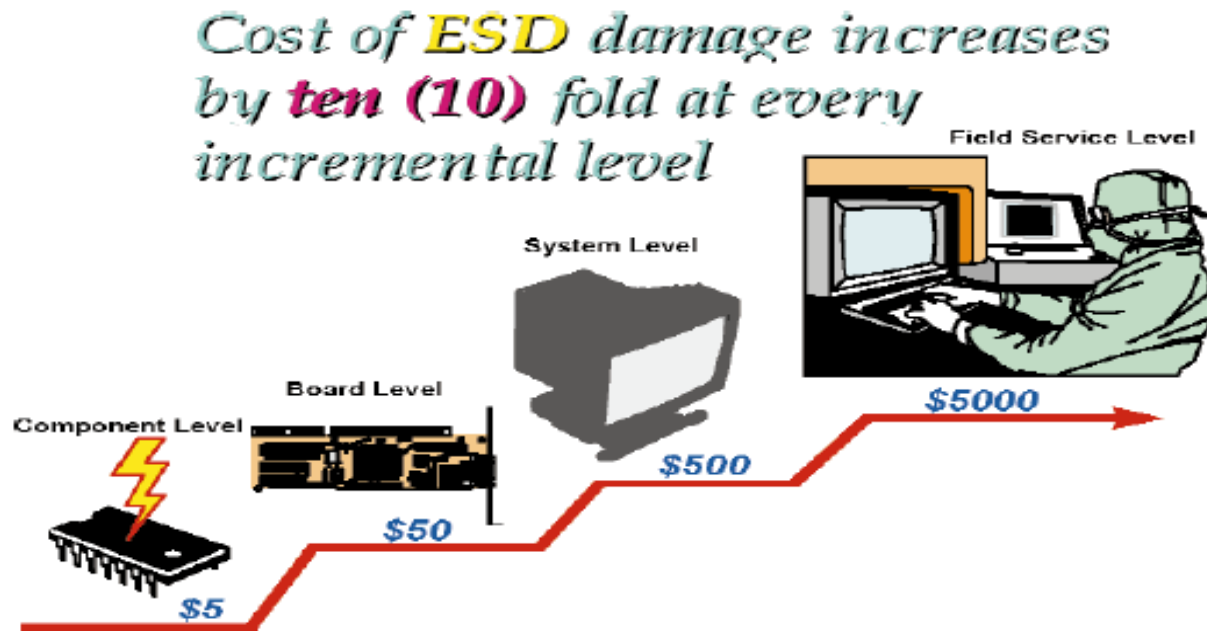 Cost of ESD damage increases
by ten (10) fold at every
incremental level
Field Service Level
System Level
Board Level
Component Level
$5000
$500
$50
$5